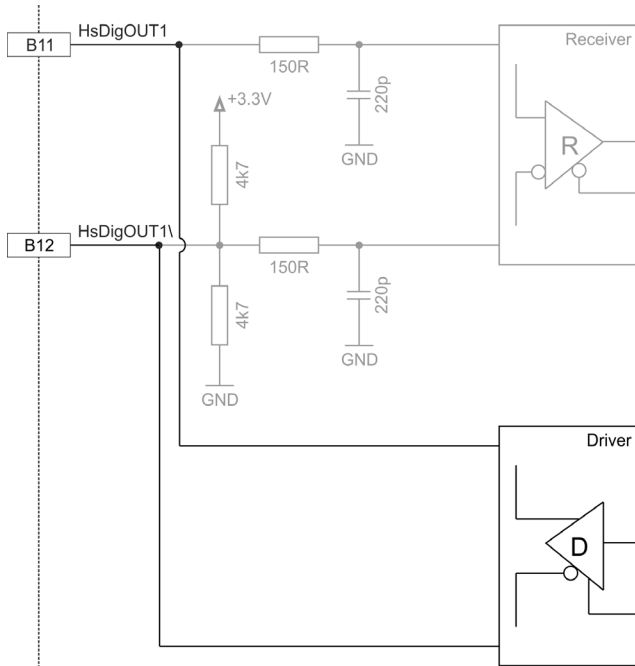 HsDigOUT1
B11
Receiver
150R
220p
+3.3V
GND
R
4k7
HsDigOUT1\
B12
150R
220p
4k7
GND
GND
Driver
D